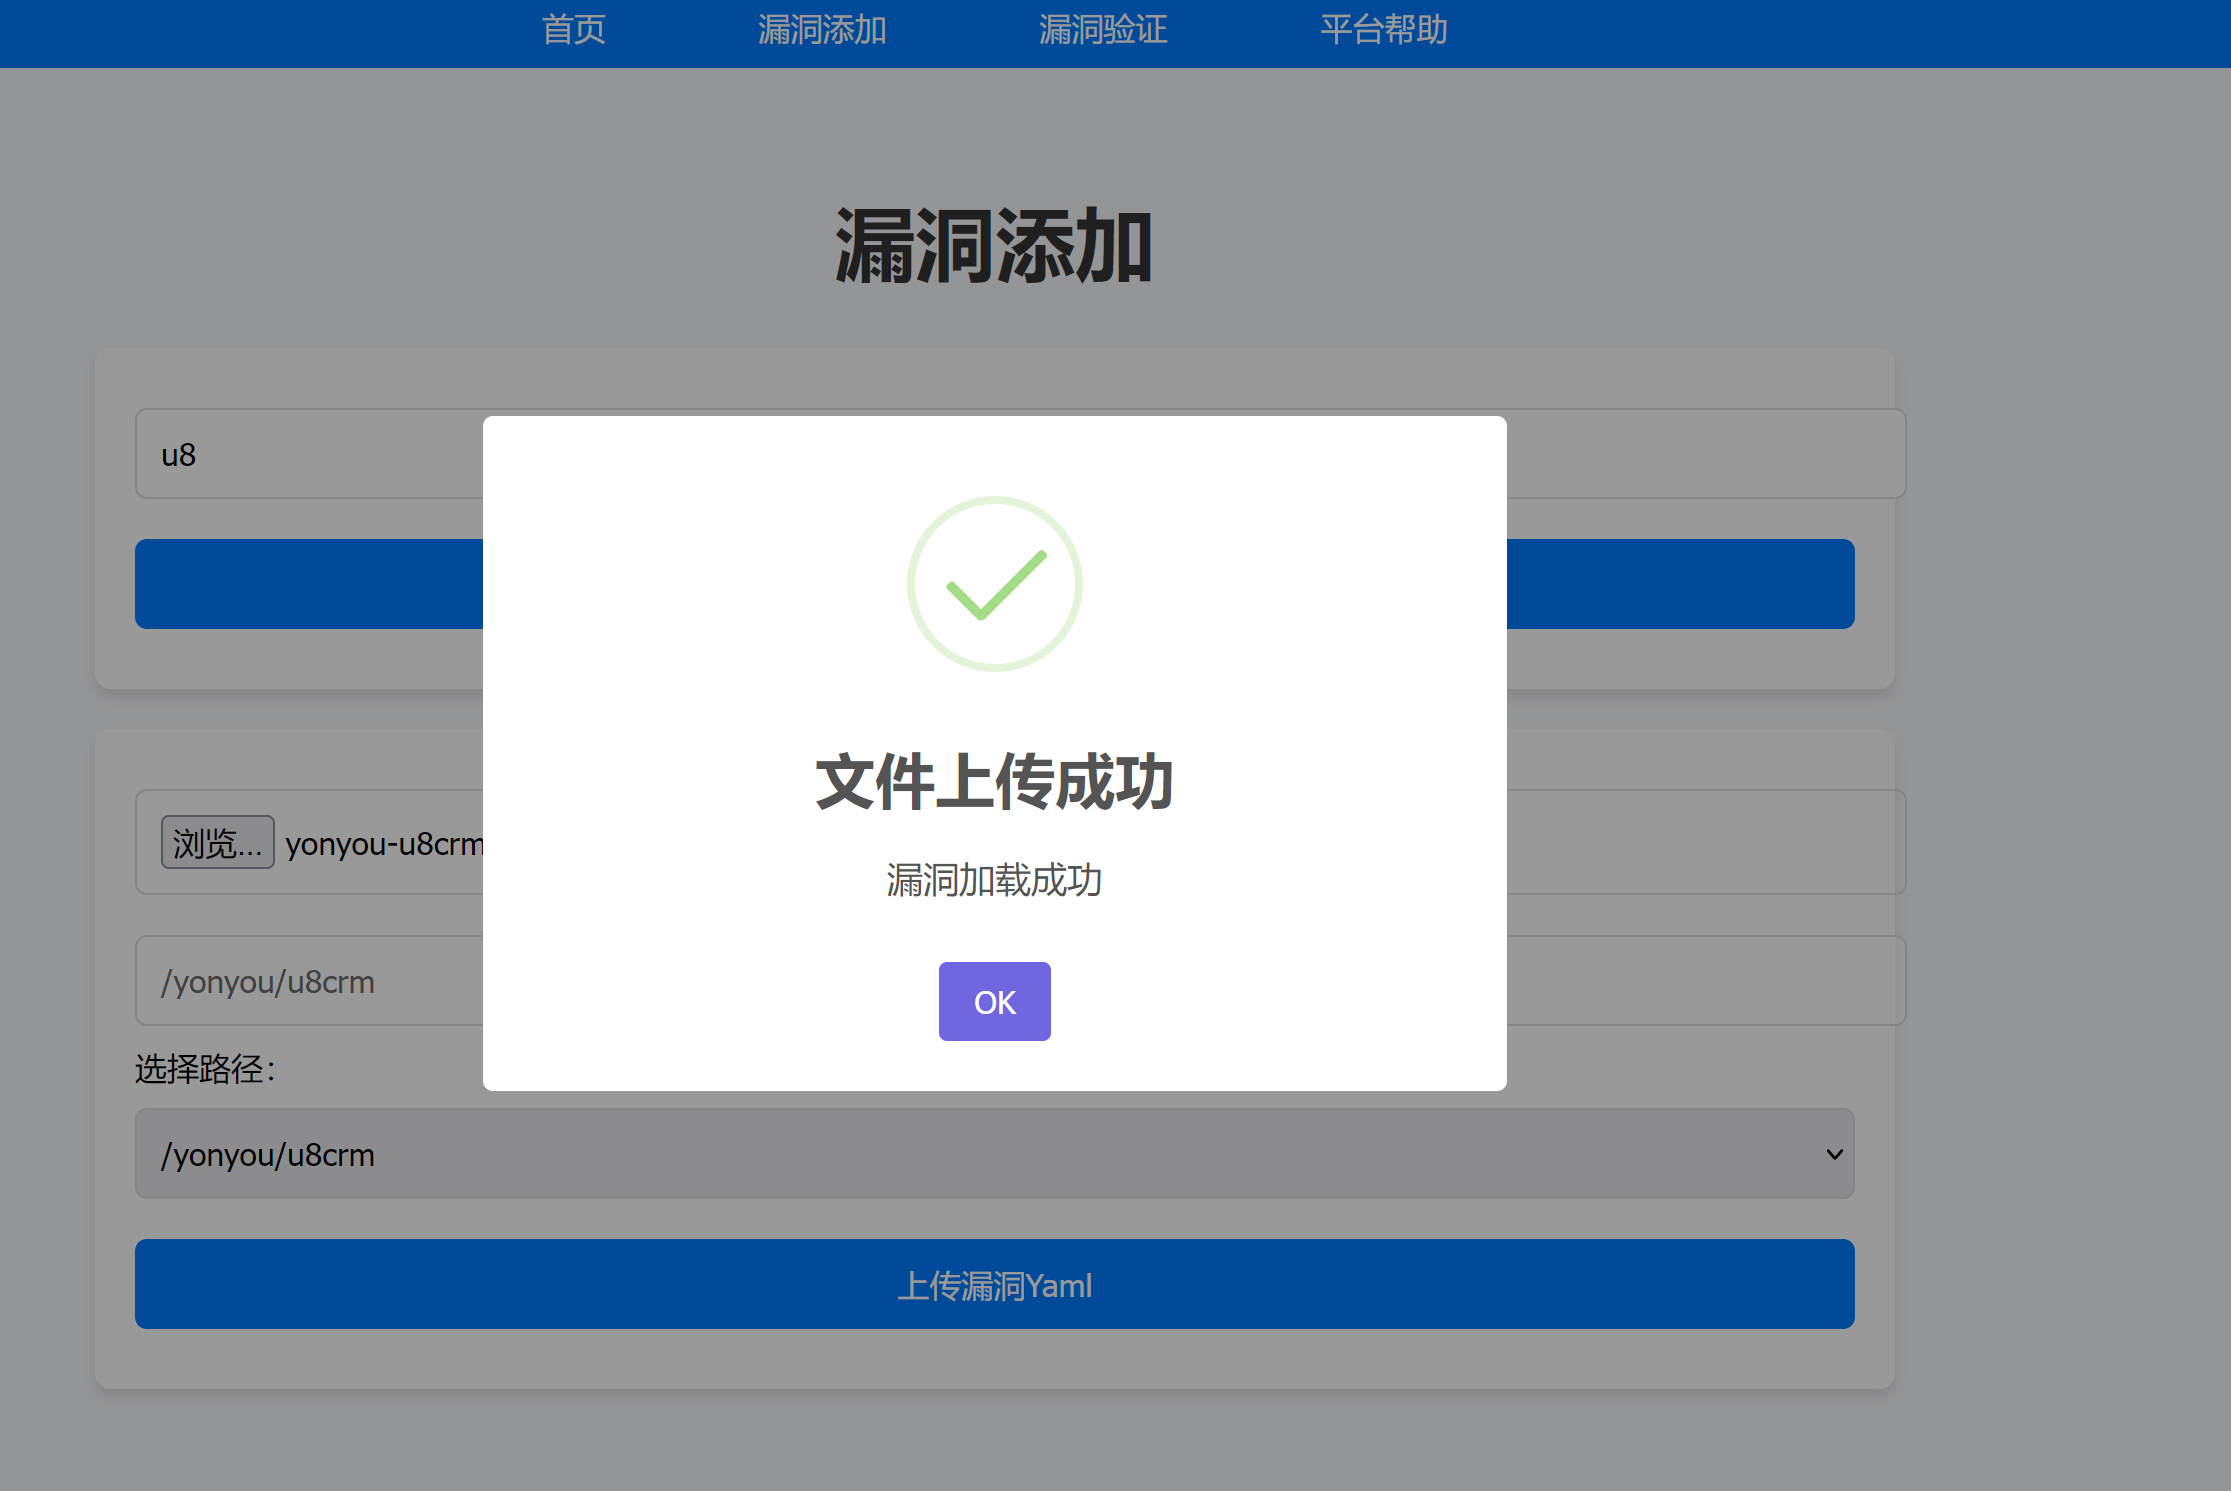 首页 漏洞添加 漏洞验证 平台帮助
漏洞添加
u8
文件上传成功
漏洞加载成功
OK
浏览... yonyou-u8crm
/yonyou/u8crm
选择路径：
/yonyou/u8crm
上传漏洞Yaml